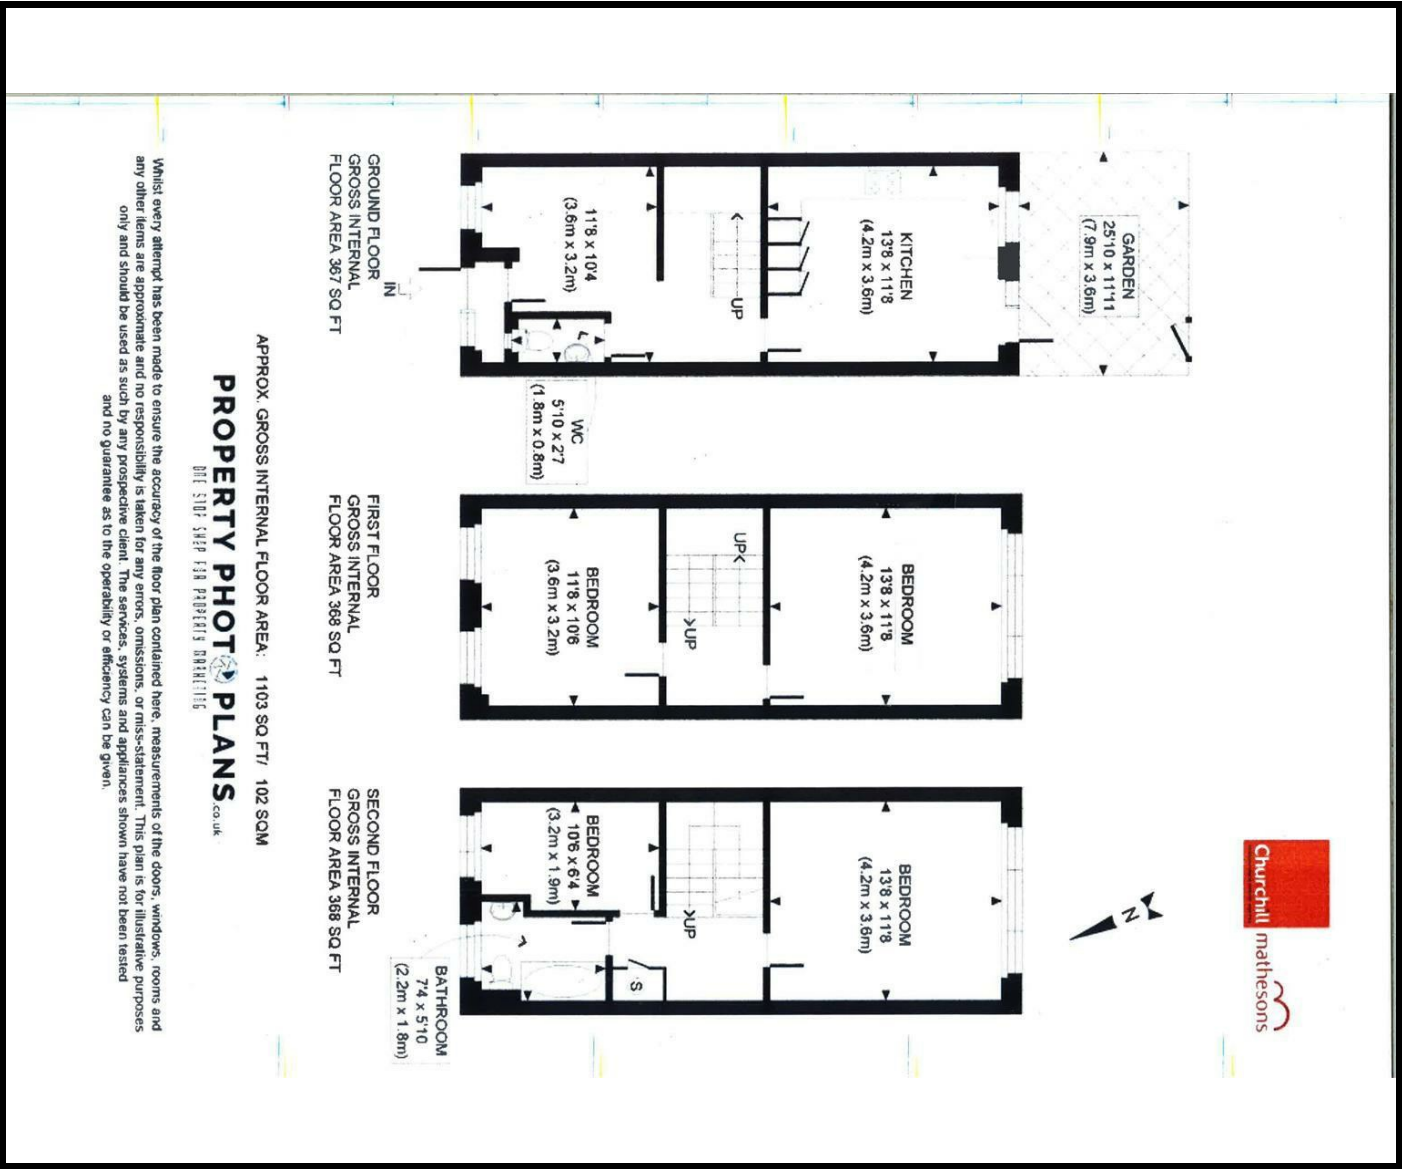 Churchill
mathesons
N
GARDEN
25'10 x 11'11
(7.9m x 3.6m)
KITCHEN
13'8 x 11'8
(4.2m x 3.6m)
UP
11'8 x 10'4
(3.6m x 3.2m)
WC
5'10 x 2'7
(1.8m x 0.8m)
IN
GROUND FLOOR
GROSS INTERNAL
FLOOR AREA 367 SQ FT
BEDROOM
13'8 x 11'8
(4.2m x 3.6m)
UP
UP
BEDROOM
11'8 x 10'6
(3.6m x 3.2m)
FIRST FLOOR
GROSS INTERNAL
FLOOR AREA 368 SQ FT
BEDROOM
13'8 x 11'8
(4.2m x 3.6m)
UP
S
BEDROOM
10'6 x 6'4
(3.2m x 1.9m)
BATHROOM
7'4 x 5'10
(2.2m x 1.8m)
SECOND FLOOR
GROSS INTERNAL
FLOOR AREA 368 SQ FT
APPROX. GROSS INTERNAL FLOOR AREA: 1103 SQ FT/ 102 SQM
PROPERTY PHOTO PLANS.co.uk
ONE STOP SHOP FOR PROPERTY MARKETING
Whilst every attempt has been made to ensure the accuracy of the floor plan contained here, measurements of the doors, windows, rooms and
any other items are approximate and no responsibility is taken for any errors, omissions, or miss-statement. This plan is for illustrative purposes
only and should be used as such by any prospective client. The services, systems and appliances shown have not been tested
and no guarantee as to the operability or efficiency can be given.